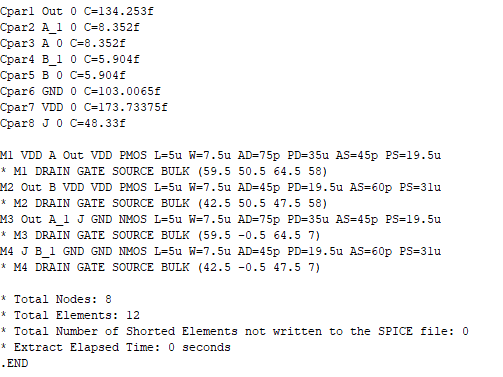 Cpar1 Out 0 C=134.253f
Cpar2 A_1 0 C=8.352f
Cpar3 A 0 C=8.352f
Cpar4 B_1 0 C=5.904f
Cpar5 B 0 C=5.904f
Cpar6 GND 0 C=103.0065f
Cpar7 VDD 0 C=173.73375f
Cpar8 J 0 C=48.33f
M1 VDD A Out VDD PMOS L=5u W=7.5u AD=75p PD=35u AS=45p PS=19.5u
* M1 DRAIN GATE SOURCE BULK (59.5 50.5 64.5 58)
M2 Out B VDD VDD PMOS L=5u W=7.5u AD=45p PD=19.5u AS=60p PS=31u
* M2 DRAIN GATE SOURCE BULK (42.5 50.5 47.5 58)
M3 Out A_1 J GND NMOS L=5u W=7.5u AD=75p PD=35u AS=45p PS=19.5u
* M3 DRAIN GATE SOURCE BULK (59.5 -0.5 64.5 7)
M4 J B_1 GND GND NMOS L=5u W=7.5u AD=45p PD=19.5u AS=60p PS=31u
* M4 DRAIN GATE SOURCE BULK (42.5 -0.5 47.5 7)
* Total Nodes: 8
* Total Elements: 12
* Total Number of Shorted Elements not written to the SPICE file: 0
* Extract Elapsed Time: 0 seconds
.END